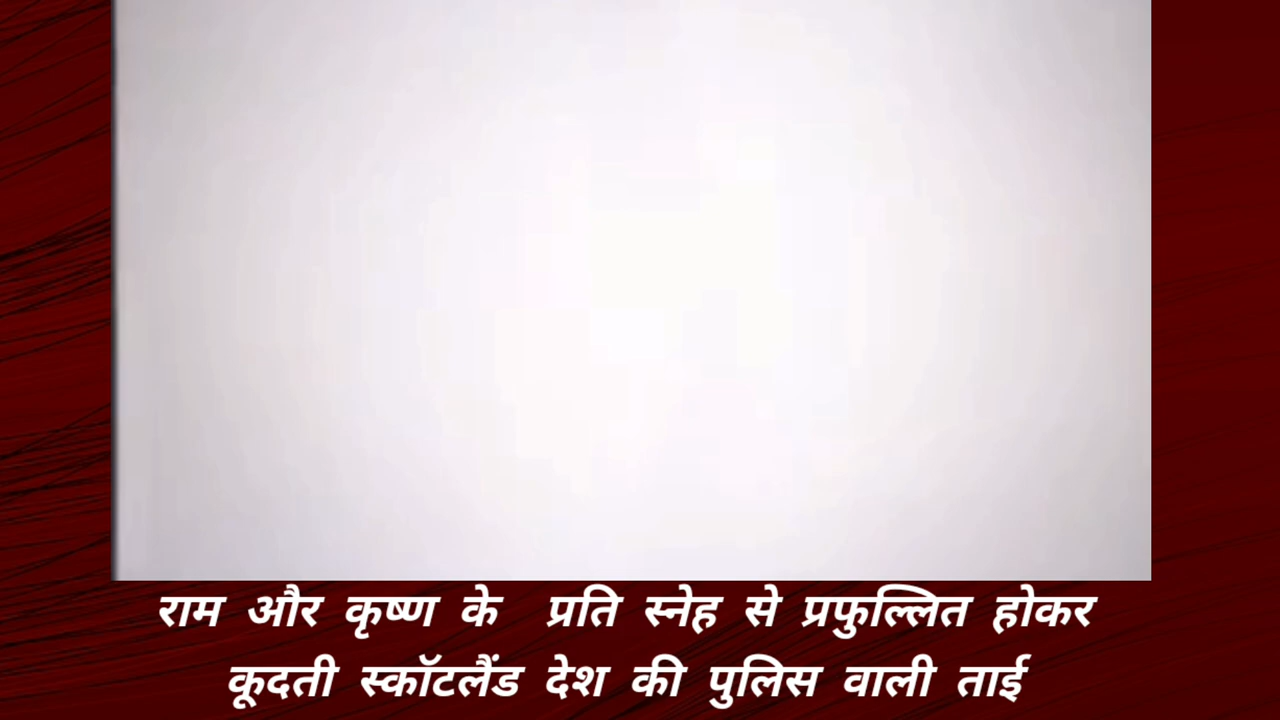 राम और कृष्ण के प्रति स्नेह से प्रफुल्लित होकर
कूदती स्कॉटलैंड देश की पुलिस वाली ताई